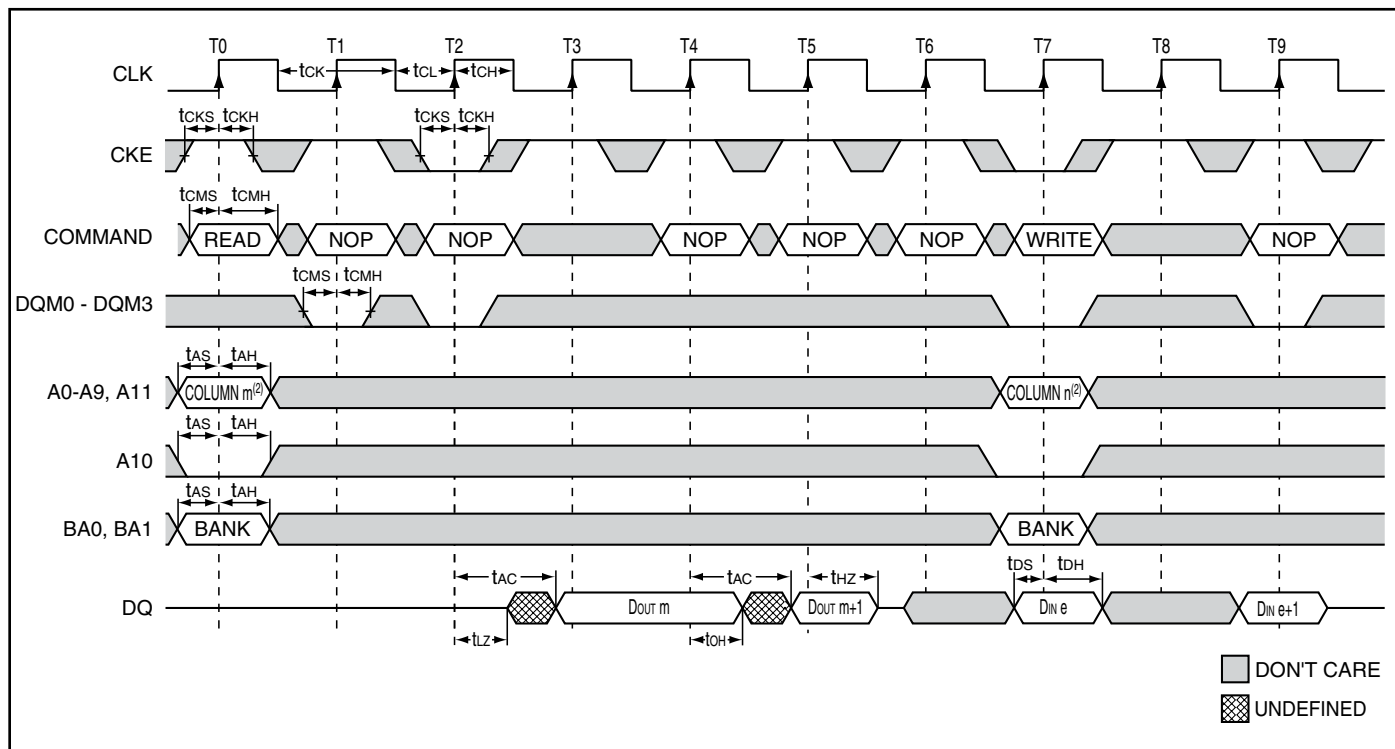 T0 T1 T2 T3 T4 T5 T6 T7 T8 T9
CLK tCK tCL tCH
tCKS tCKH tCKS tCKH
CKE
tCMS tCMH
COMMAND READ NOP NOP NOP NOP NOP WRITE NOP
tCMS tCMH
DQM0 - DQM3
tAS tAH
A0-A9, A11 COLUMN m(2) COLUMN n(2)
tAS tAH
A10
tAS tAH
BA0, BA1 BANK BANK
tAC tAC tHZ tDS tDH
DQ DOUT m DOUT m+1 DIN e DIN e+1
tLZ tOH
DON'T CARE
UNDEFINED